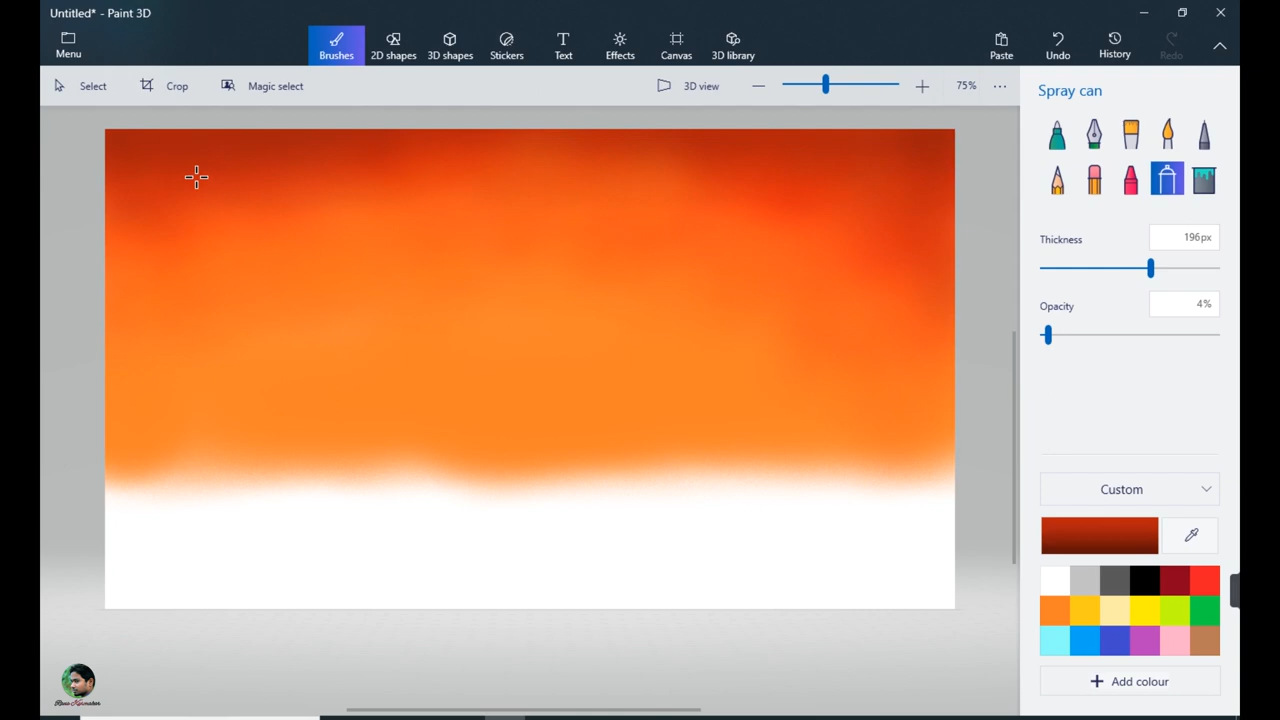 Untitled* - Paint 3D
Menu
Brushes
2D shapes
3D shapes
Stickers
Text
Effects
Canvas
3D library
Paste
Undo
History
Redo
Select
Crop
Magic select
3D view
75%
Spray can
Thickness
196px
Opacity
4%
Custom
Add colour